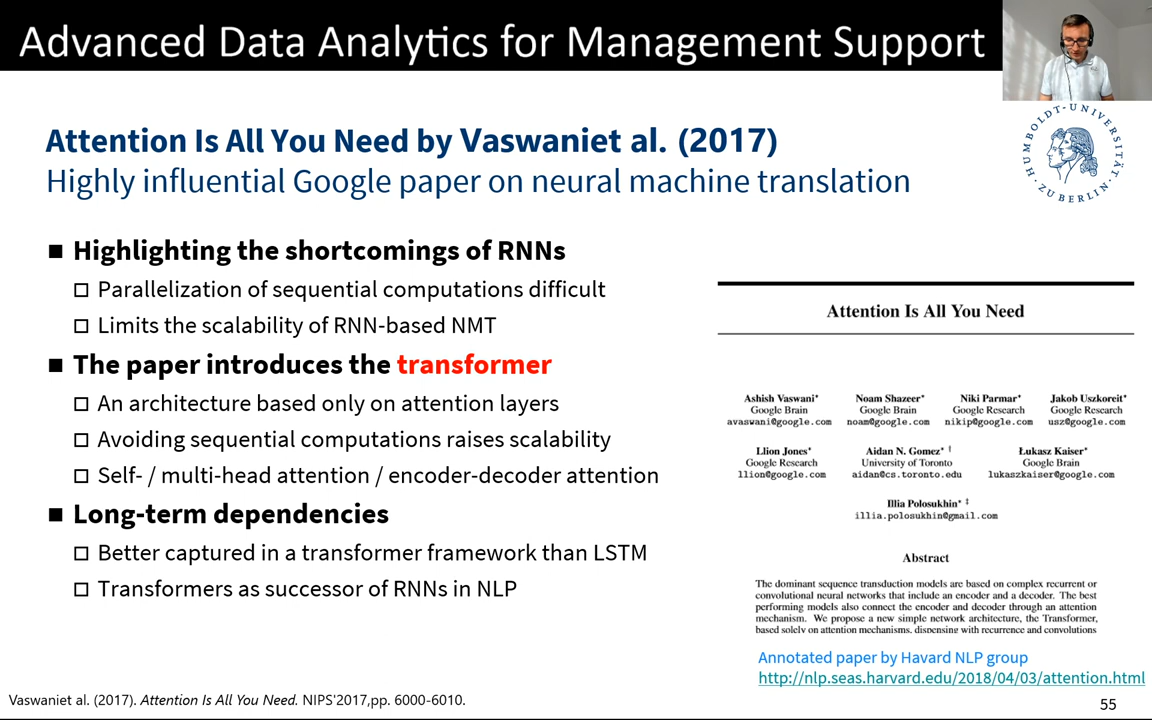 Advanced Data Analytics for Management Support
Attention Is All You Need by Vaswaniet al. (2017)
Highly influential Google paper on neural machine translation
HUMBOLDT-UNIVERSITÄT ZU BERLIN
■ Highlighting the shortcomings of RNNs
□ Parallelization of sequential computations difficult
□ Limits the scalability of RNN-based NMT
■ The paper introduces the transformer
□ An architecture based only on attention layers
□ Avoiding sequential computations raises scalability
□ Self- / multi-head attention / encoder-decoder attention
■ Long-term dependencies
□ Better captured in a transformer framework than LSTM
□ Transformers as successor of RNNs in NLP
Attention Is All You Need
Ashish Vaswani* Noam Shazeer* Niki Parmar* Jakob Uszkoreit*
Google Brain Google Brain Google Research Google Research
avaswani@google.com noam@google.com nikip@google.com usz@google.com
Llion Jones* Aidan N. Gomez* † Łukasz Kaiser*
Google Research University of Toronto Google Brain
llion@google.com aidan@cs.toronto.edu lukaszkaiser@google.com
Illia Polosukhin* ‡
illia.polosukhin@gmail.com
Abstract
The dominant sequence transduction models are based on complex recurrent or
convolutional neural networks that include an encoder and a decoder. The best
performing models also connect the encoder and decoder through an attention
mechanism. We propose a new simple network architecture, the Transformer,
based solely on attention mechanisms, dispensing with recurrence and convolutions
Annotated paper by Havard NLP group
http://nlp.seas.harvard.edu/2018/04/03/attention.html
Vaswaniet al. (2017). Attention Is All You Need. NIPS'2017,pp. 6000-6010.
55